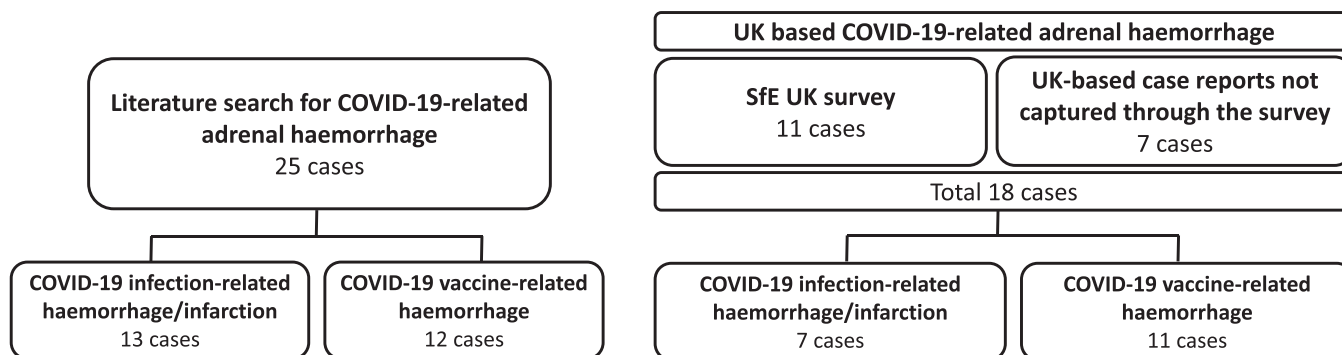 Literature search for COVID-19-related
adrenal haemorrhage
25 cases
COVID-19 infection-related
haemorrhage/infarction
13 cases
COVID-19 vaccine-related
haemorrhage
12 cases
UK based COVID-19-related adrenal haemorrhage
SfE UK survey
11 cases
UK-based case reports not
captured through the survey
7 cases
Total 18 cases
COVID-19 infection-related
haemorrhage/infarction
7 cases
COVID-19 vaccine-related
haemorrhage
11 cases